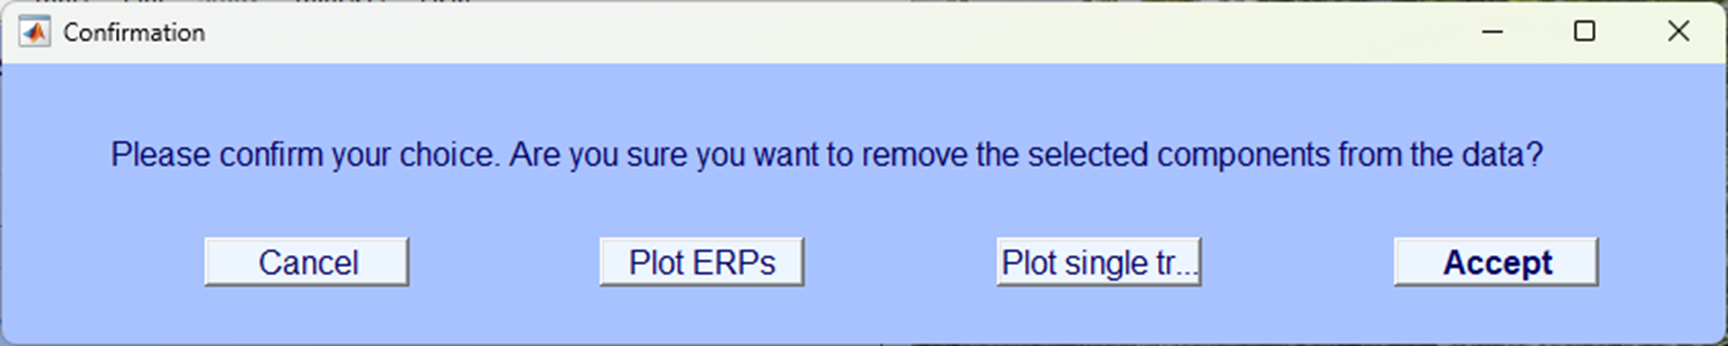 Confirmation
Please confirm your choice. Are you sure you want to remove the selected components from the data?
Cancel
Plot ERPs
Plot single tr...
Accept